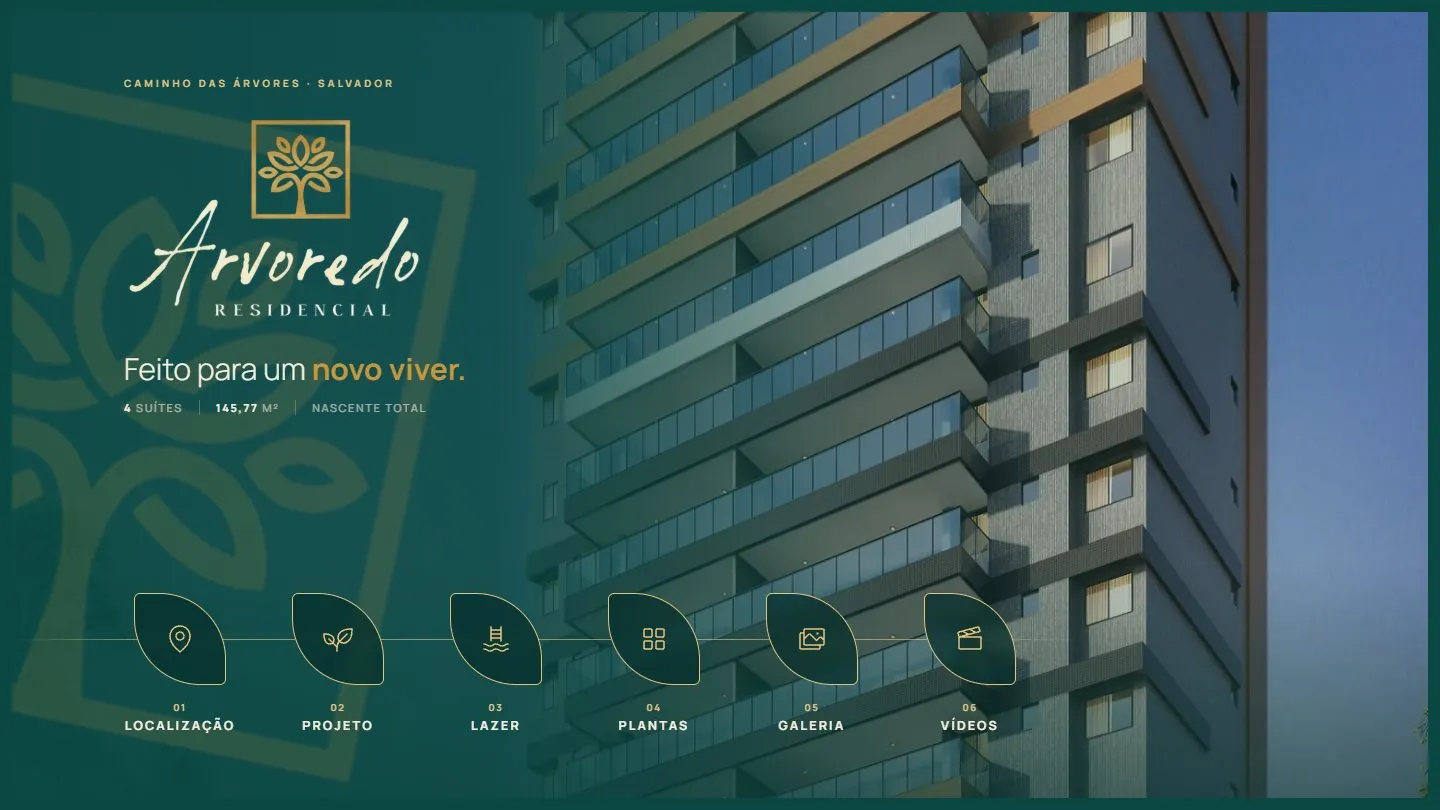 CAMINHO DAS ÁRVORES · SALVADOR
Arvoredo
RESIDENCIAL
Feito para um novo viver.
4 SUÍTES 145,77 M² NASCENTE TOTAL
01 02 03 04 05 06
LOCALIZAÇÃO PROJETO LAZER PLANTAS GALERIA VÍDEOS